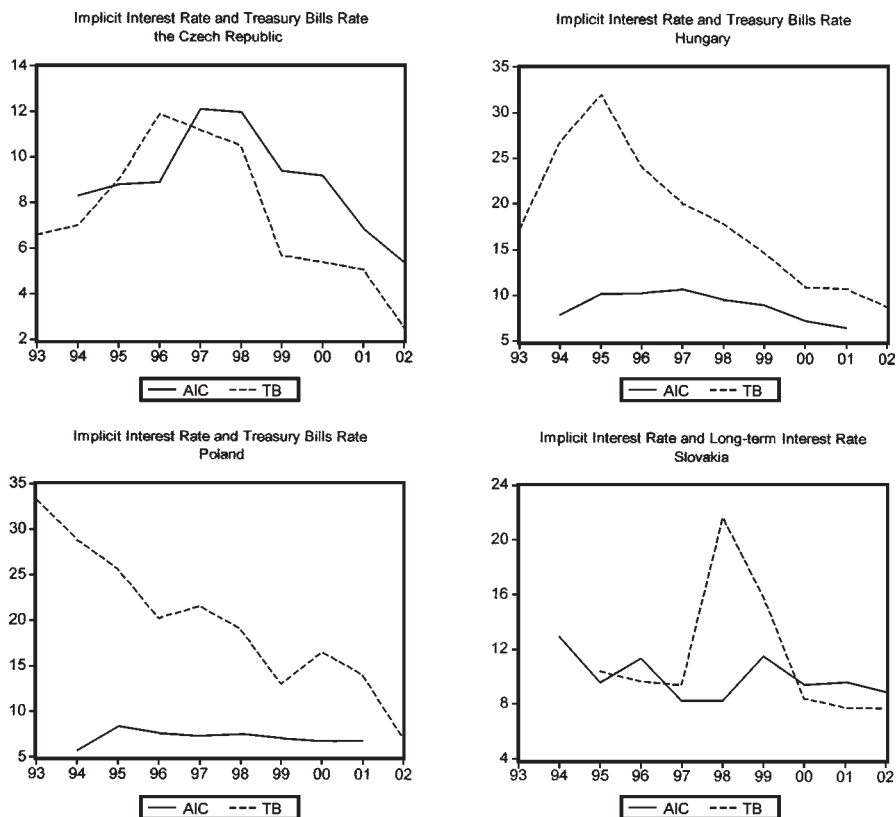 Implicit Interest Rate and Treasury Bills Rate
the Czech Republic
14
12
10
8
6
4
2
93 94 95 96 97 98 99 00 01 02
AIC TB
Implicit Interest Rate and Treasury Bills Rate
Hungary
35
30
25
20
15
10
5
93 94 95 96 97 98 99 00 01 02
AIC TB
Implicit Interest Rate and Treasury Bills Rate
Poland
35
30
25
20
15
10
5
93 94 95 96 97 98 99 00 01 02
AIC TB
Implicit Interest Rate and Long-term Interest Rate
Slovakia
24
20
16
12
8
4
93 94 95 96 97 98 99 00 01 02
AIC TB